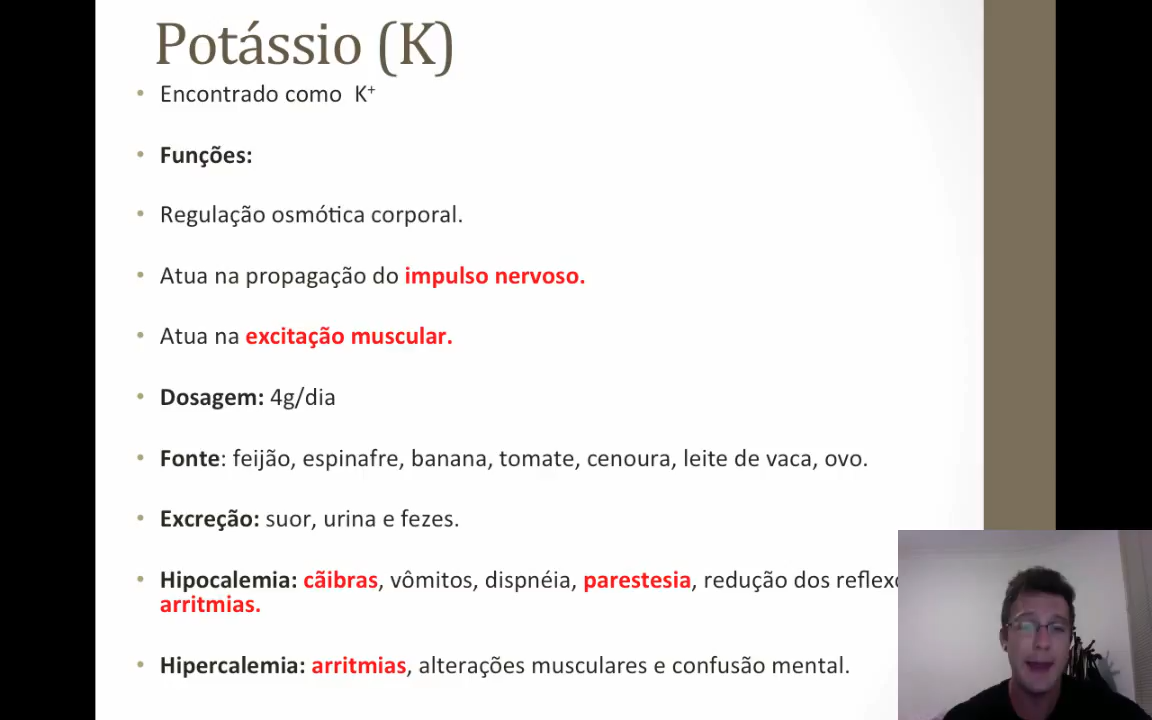 Potássio (K)
• Encontrado como K⁺
• Funções:
• Regulação osmótica corporal.
• Atua na propagação do impulso nervoso.
• Atua na excitação muscular.
• Dosagem: 4g/dia
• Fonte: feijão, espinafre, banana, tomate, cenoura, leite de vaca, ovo.
• Excreção: suor, urina e fezes.
• Hipocalemia: cãibras, vômitos, dispnéia, parestesia, redução dos
arritmias.
• Hipercalemia: arritmias, alterações musculares e confusão mental.